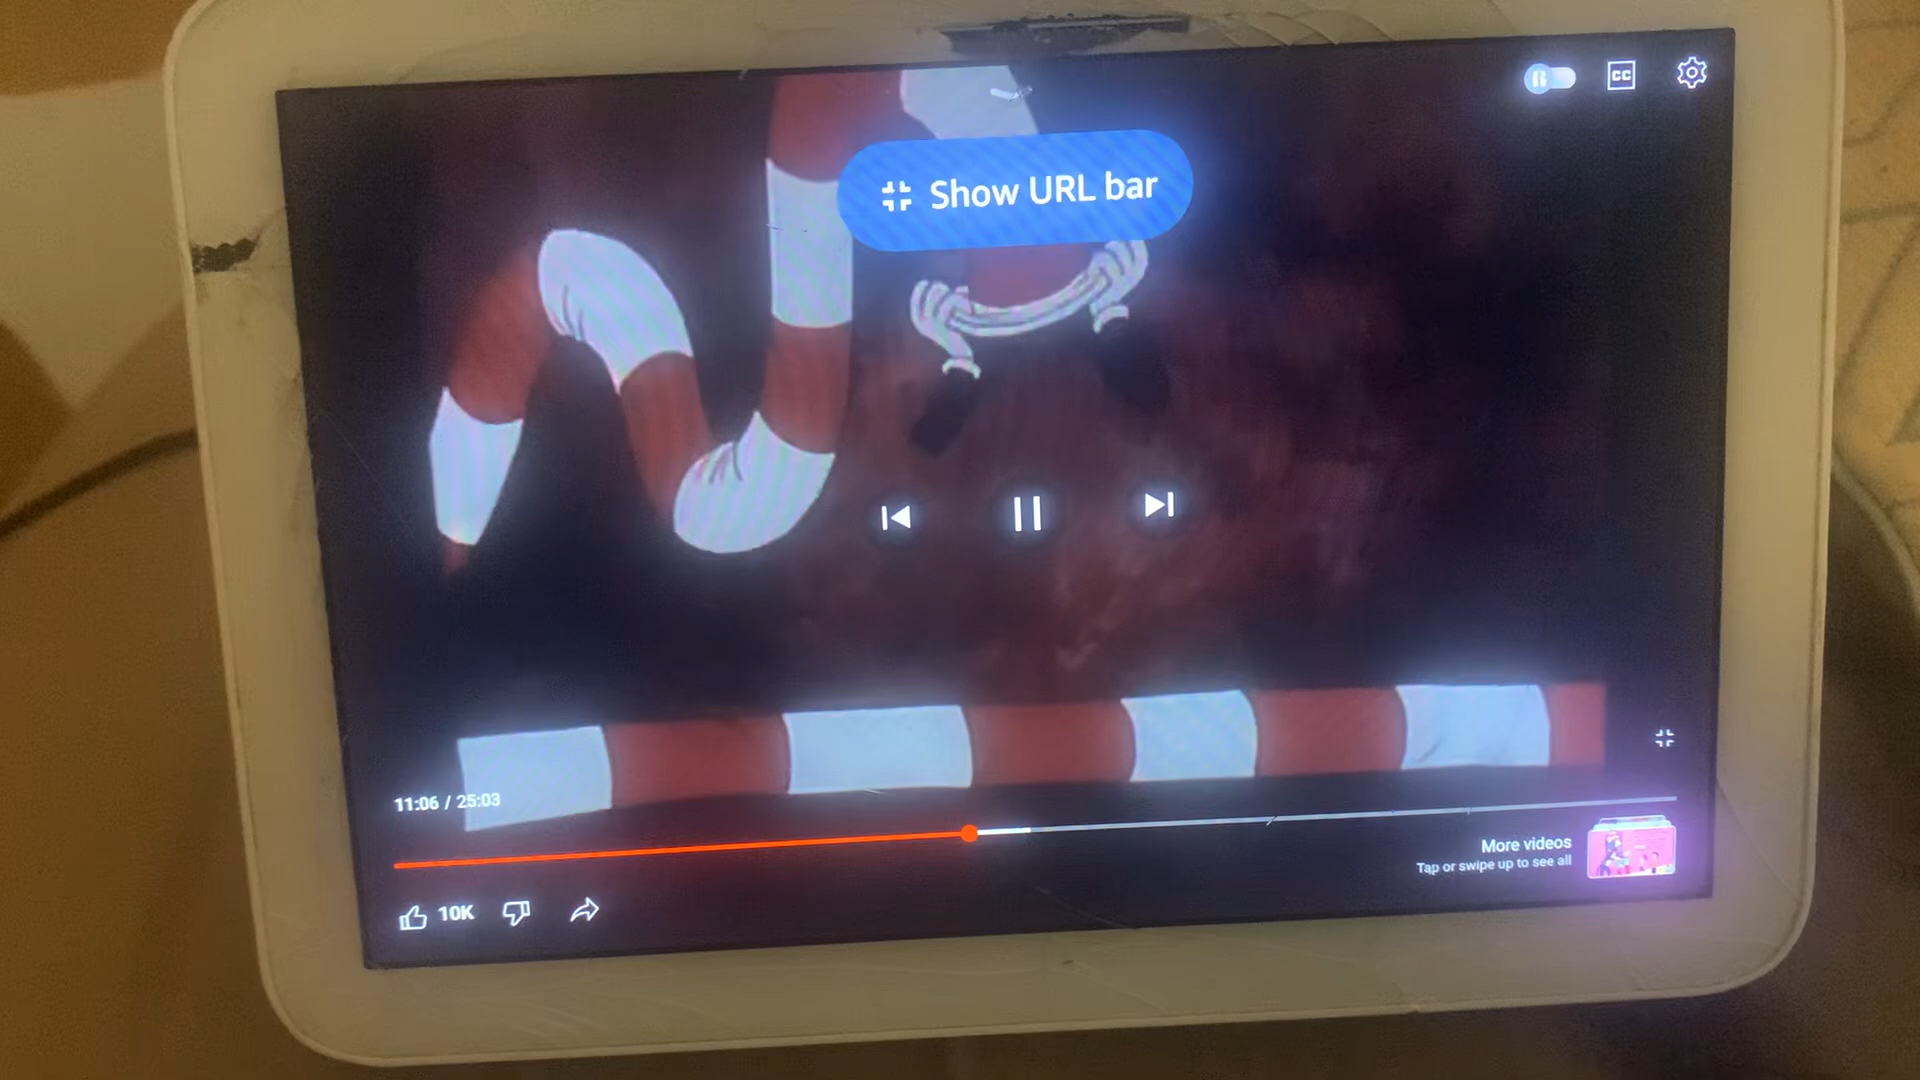 CC
Show URL bar
11:06 / 25:03
More videos
Tap or swipe up to see all
10K